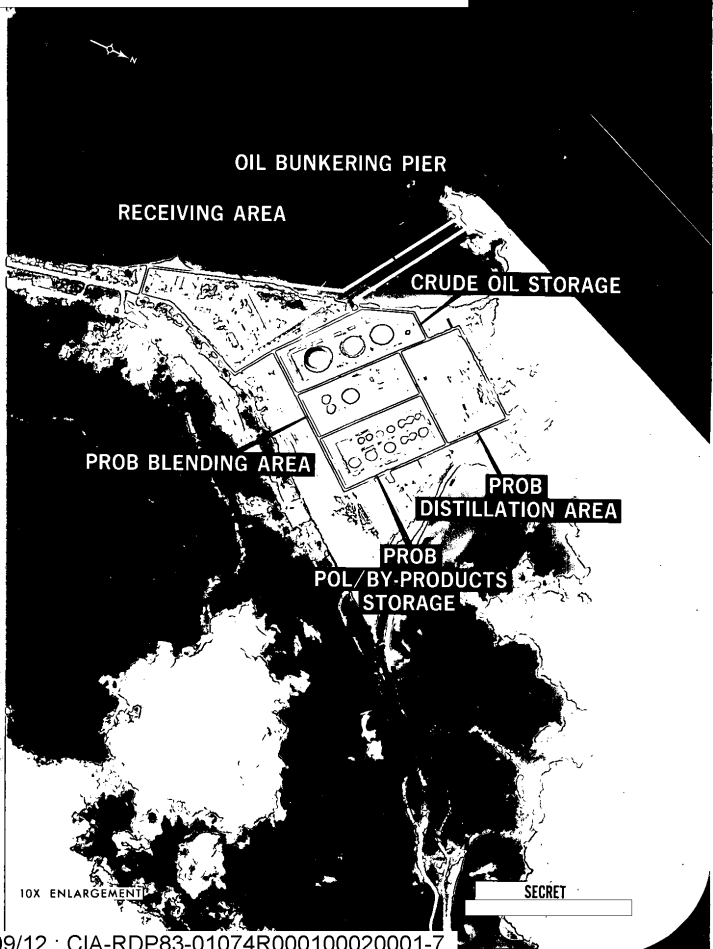 N
OIL BUNKERING PIER
RECEIVING AREA
CRUDE OIL STORAGE
PROB BLENDING AREA
PROB
DISTILLATION AREA
PROB
POL/BY-PRODUCTS
STORAGE
10X ENLARGEMENT
SECRET
09/12 : CIA-RDP83-01074R000100020001-7